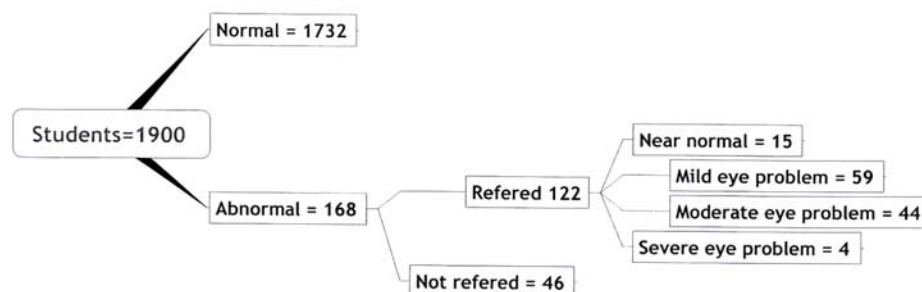 Normal = 1732
Students=1900
Abnormal = 168
Refered 122
Not refered = 46
Near normal = 15
Mild eye problem = 59
Moderate eye problem = 44
Severe eye problem = 4